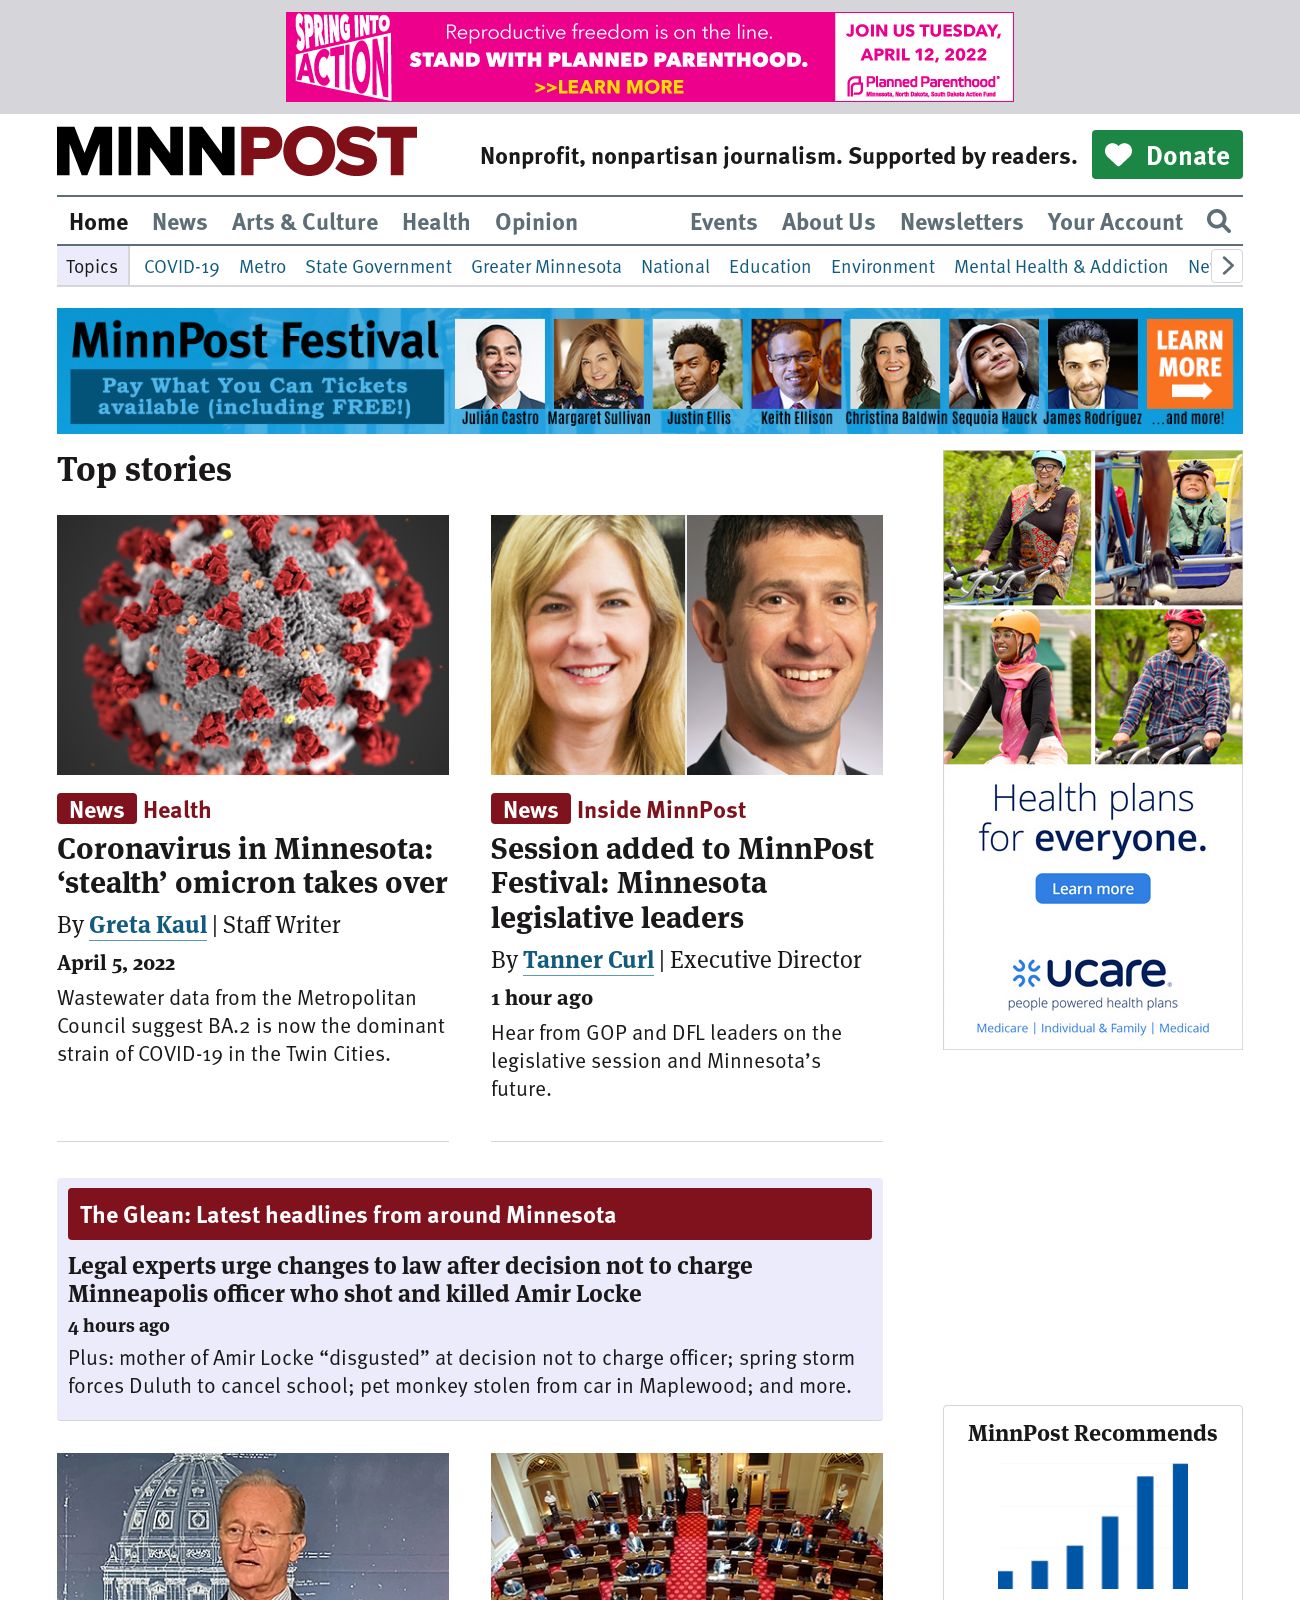 SPRING INTO
ACTION
Reproductive freedom is on the line.
STAND WITH PLANNED PARENTHOOD.
>>LEARN MORE
JOIN US TUESDAY,
APRIL 12, 2022
Planned Parenthood®
Minnesota, North Dakota, South Dakota Action Fund
MINNPOST
Nonprofit, nonpartisan journalism. Supported by readers.
Donate
Home News Arts & Culture Health Opinion Events About Us Newsletters Your Account
Topics COVID-19 Metro State Government Greater Minnesota National Education Environment Mental Health & Addiction Ne
MinnPost Festival
Pay What You Can Tickets
available (including FREE!)
Julián Castro Margaret Sullivan Justin Ellis Keith Ellison Christina Baldwin Sequoia Hauck James Rodríguez
LEARN
MORE
...and more!
Top stories
News Health
Coronavirus in Minnesota:
‘stealth’ omicron takes over
By Greta Kaul | Staff Writer
April 5, 2022
Wastewater data from the Metropolitan
Council suggest BA.2 is now the dominant
strain of COVID-19 in the Twin Cities.
News Inside MinnPost
Session added to MinnPost
Festival: Minnesota
legislative leaders
By Tanner Curl | Executive Director
1 hour ago
Hear from GOP and DFL leaders on the
legislative session and Minnesota’s
future.
Health plans
for everyone.
Learn more
ucare®
people powered health plans
Medicare | Individual & Family | Medicaid
The Glean: Latest headlines from around Minnesota
Legal experts urge changes to law after decision not to charge
Minneapolis officer who shot and killed Amir Locke
4 hours ago
Plus: mother of Amir Locke “disgusted” at decision not to charge officer; spring storm
forces Duluth to cancel school; pet monkey stolen from car in Maplewood; and more.
MinnPost Recommends